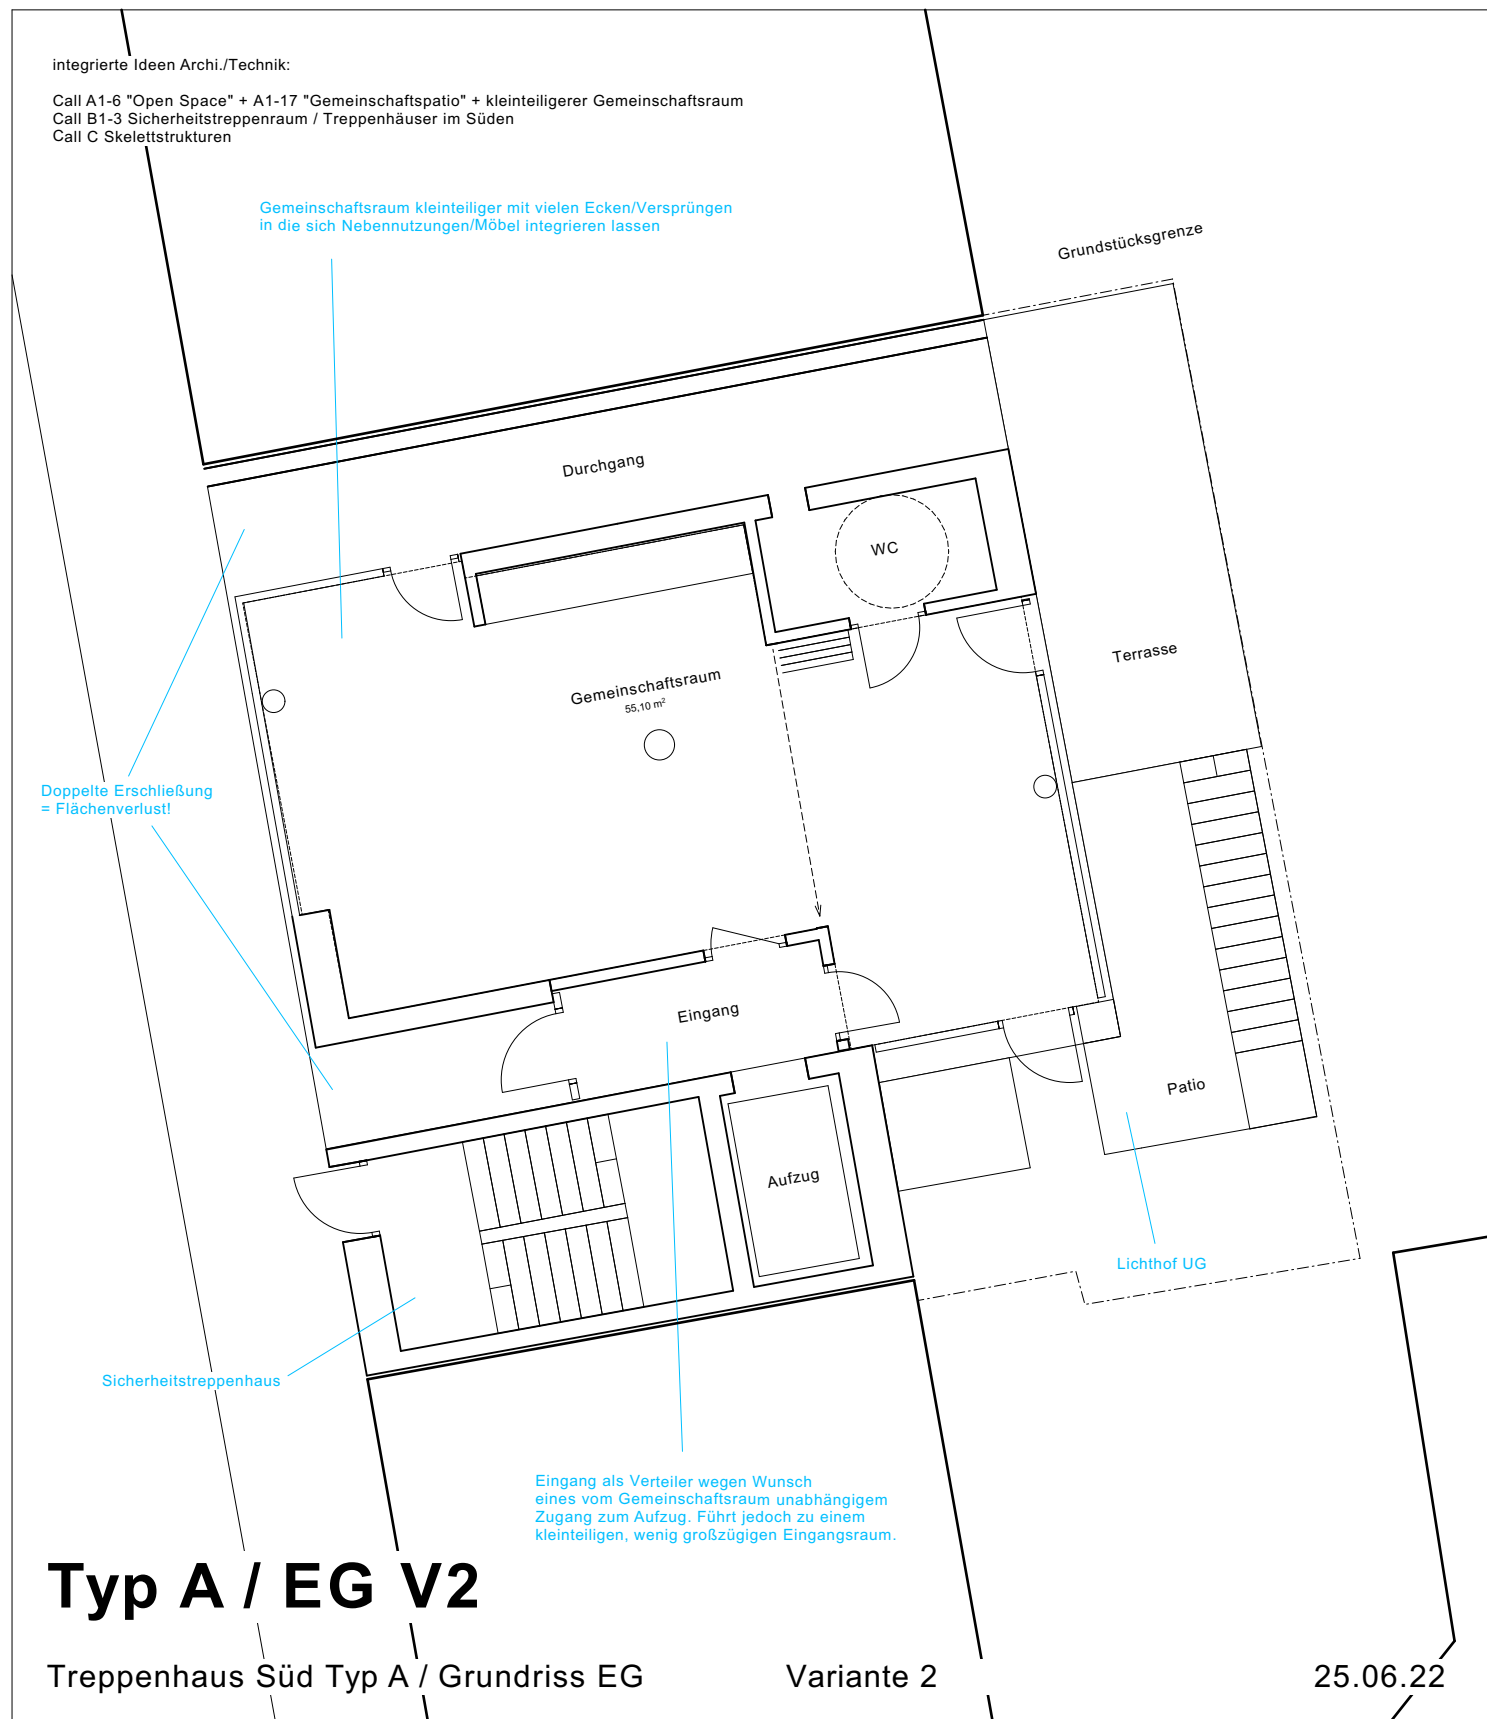 integrierte Ideen Archi./Technik:
Call A1-6 "Open Space" + A1-17 "Gemeinschaftspatio" + kleinteiligerer Gemeinschaftsraum
Call B1-3 Sicherheitstreppenraum / Treppenhäuser im Süden
Call C Skelettstrukturen
Gemeinschaftsraum kleinteiliger mit vielen Ecken/Versprüngen
in die sich Nebennutzungen/Möbel integrieren lassen
Grundstücksgrenze
Durchgang
WC
Terrasse
Gemeinschaftsraum
55,10 m²
Doppelte Erschließung
= Flächenverlust!
Eingang
Patio
Aufzug
Lichthof UG
Sicherheitstreppenhaus
Eingang als Verteiler wegen Wunsch
eines vom Gemeinschaftsraum unabhängigem
Zugang zum Aufzug. Führt jedoch zu einem
kleinteiligen, wenig großzügigen Eingangsraum.
Typ A / EG V2
Treppenhaus Süd Typ A / Grundriss EG
Variante 2
25.06.22